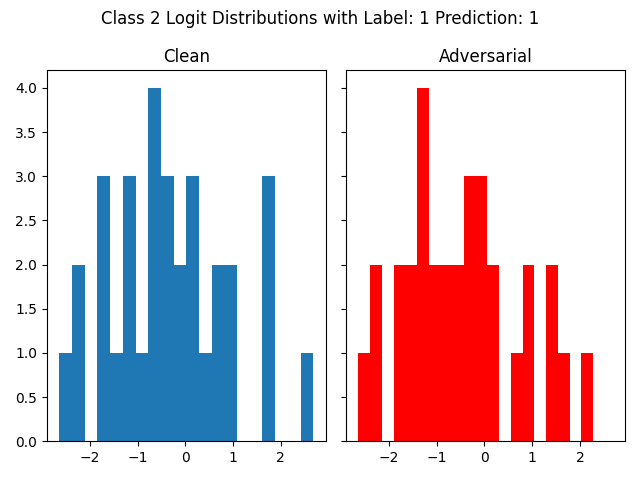 Class 2 Logit Distributions with Label: 1 Prediction: 1
Clean
Adversarial
4.0
3.5
3.0
2.5
2.0
1.5
1.0
0.5
0.0
−2 −1 0 1 2
−2 −1 0 1 2